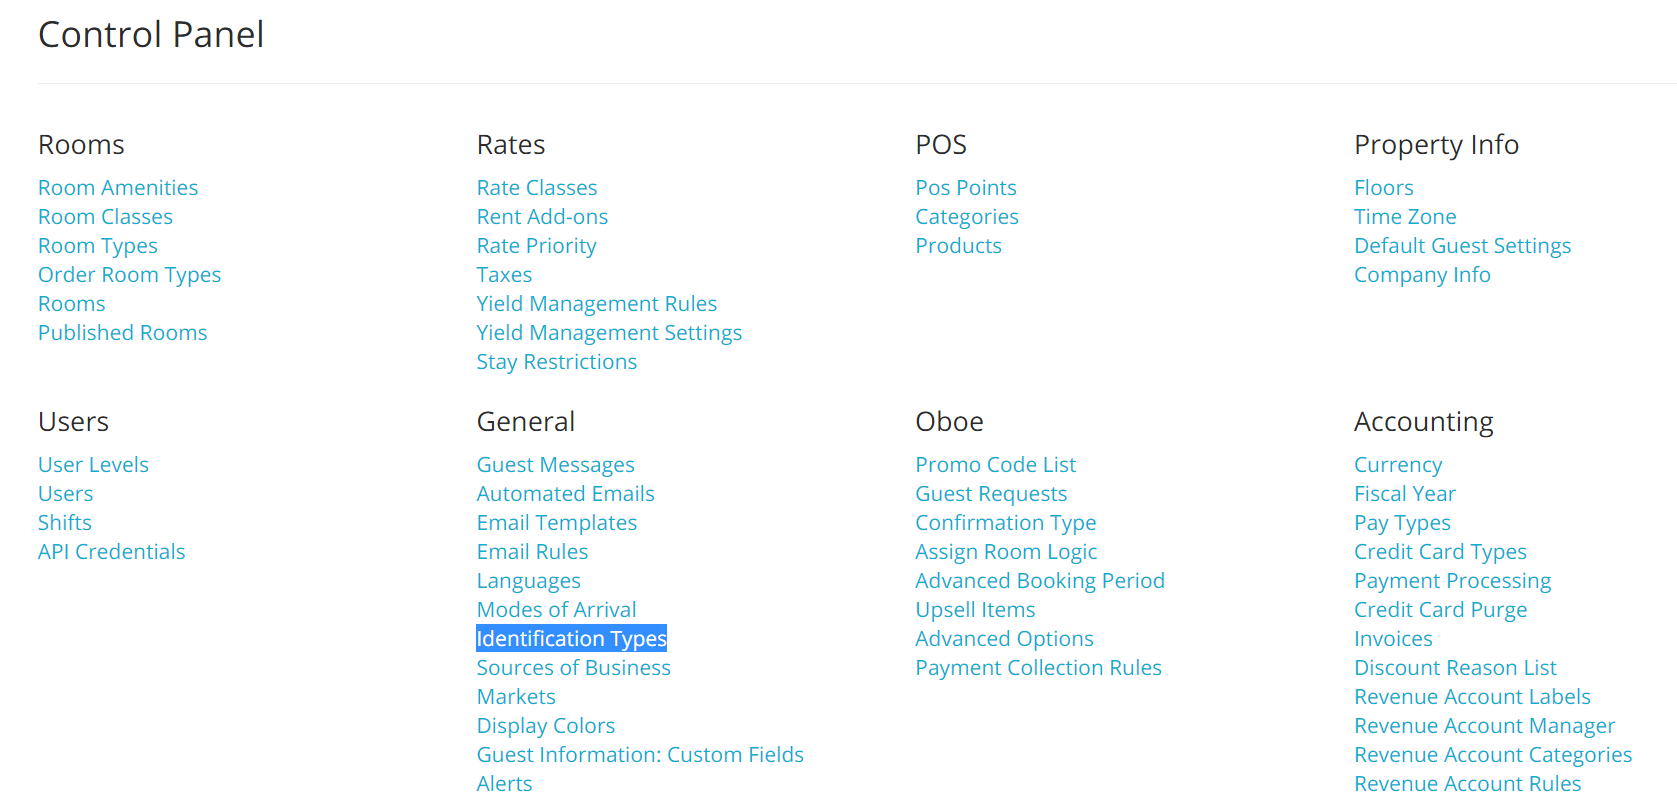 Control Panel
Rooms
Room Amenities
Room Classes
Room Types
Order Room Types
Rooms
Published Rooms
Rates
Rate Classes
Rent Add-ons
Rate Priority
Taxes
Yield Management Rules
Yield Management Settings
Stay Restrictions
POS
Pos Points
Categories
Products
Property Info
Floors
Time Zone
Default Guest Settings
Company Info
Users
User Levels
Users
Shifts
API Credentials
General
Guest Messages
Automated Emails
Email Templates
Email Rules
Languages
Modes of Arrival
Identification Types
Sources of Business
Markets
Display Colors
Guest Information: Custom Fields
Alerts
Oboe
Promo Code List
Guest Requests
Confirmation Type
Assign Room Logic
Advanced Booking Period
Upsell Items
Advanced Options
Payment Collection Rules
Accounting
Currency
Fiscal Year
Pay Types
Credit Card Types
Payment Processing
Credit Card Purge
Invoices
Discount Reason List
Revenue Account Labels
Revenue Account Manager
Revenue Account Categories
Revenue Account Rules